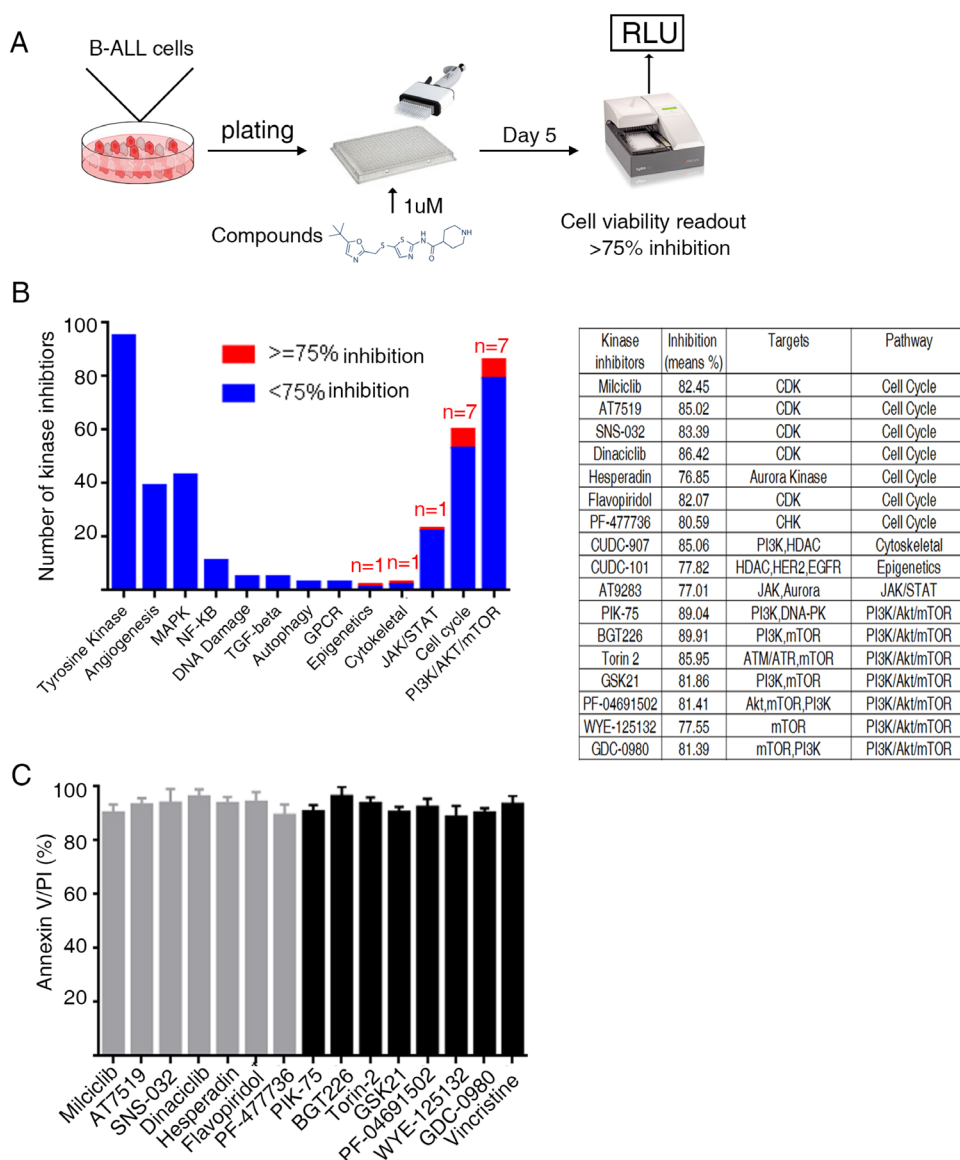 A
B-ALL cells
plating
1uM
Compounds
Day 5
RLU
Cell viability readout
>75% inhibition
S
O
N
S
S
N
H
N
O
NH
B
Number of kinase inhibtiors
100
80
60
40
20
>=75% inhibition
<75% inhibition
n=1
n=1
n=1
n=7
n=7
Tyrosine Kinase
Angiogenesis
MAPK
NF-KB
DNA Damage
TGF-beta
Autophagy
GPCR
Epigenetics
Cytokeletal
JAK/STAT
Cell cycle
PI3K/AKT/mTOR
Kinase inhibitors Inhibition (means %) Targets Pathway
Milciclib 82.45 CDK Cell Cycle
AT7519 85.02 CDK Cell Cycle
SNS-032 83.39 CDK Cell Cycle
Dinaciclib 86.42 CDK Cell Cycle
Hesperadin 76.85 Aurora Kinase Cell Cycle
Flavopiridol 82.07 CDK Cell Cycle
PF-477736 80.59 CHK Cell Cycle
CUDC-907 85.06 PI3K,HDAC Cytoskeletal
CUDC-101 77.82 HDAC,HER2,EGFR Epigenetics
AT9283 77.01 JAK,Aurora JAK/STAT
PIK-75 89.04 PI3K,DNA-PK PI3K/Akt/mTOR
BGT226 89.91 PI3K,mTOR PI3K/Akt/mTOR
Torin 2 85.95 ATM/ATR,mTOR PI3K/Akt/mTOR
GSK21 81.86 PI3K,mTOR PI3K/Akt/mTOR
PF-04691502 81.41 Akt,mTOR,PI3K PI3K/Akt/mTOR
WYE-125132 77.55 mTOR PI3K/Akt/mTOR
GDC-0980 81.39 mTOR,PI3K PI3K/Akt/mTOR
C
Annexin V/PI (%)
100
80
60
40
20
Milciclib
AT7519
SNS-032
Dinaciclib
Hesperadin
Flavopiridol
PF-477736
PIK-75
BGT226
Torin-2
GSK21
PF-04691502
WYE-125132
GDC-0980
Vincristine